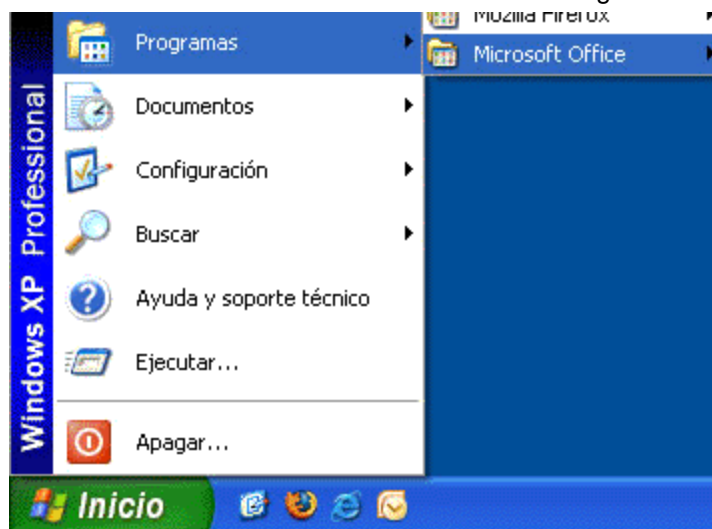 Programas
Mozilla Firefox
Microsoft Office
Documentos
Configuración
Buscar
Ayuda y soporte técnico
Ejecutar...
Apagar...
Windows XP Professional
Inicio